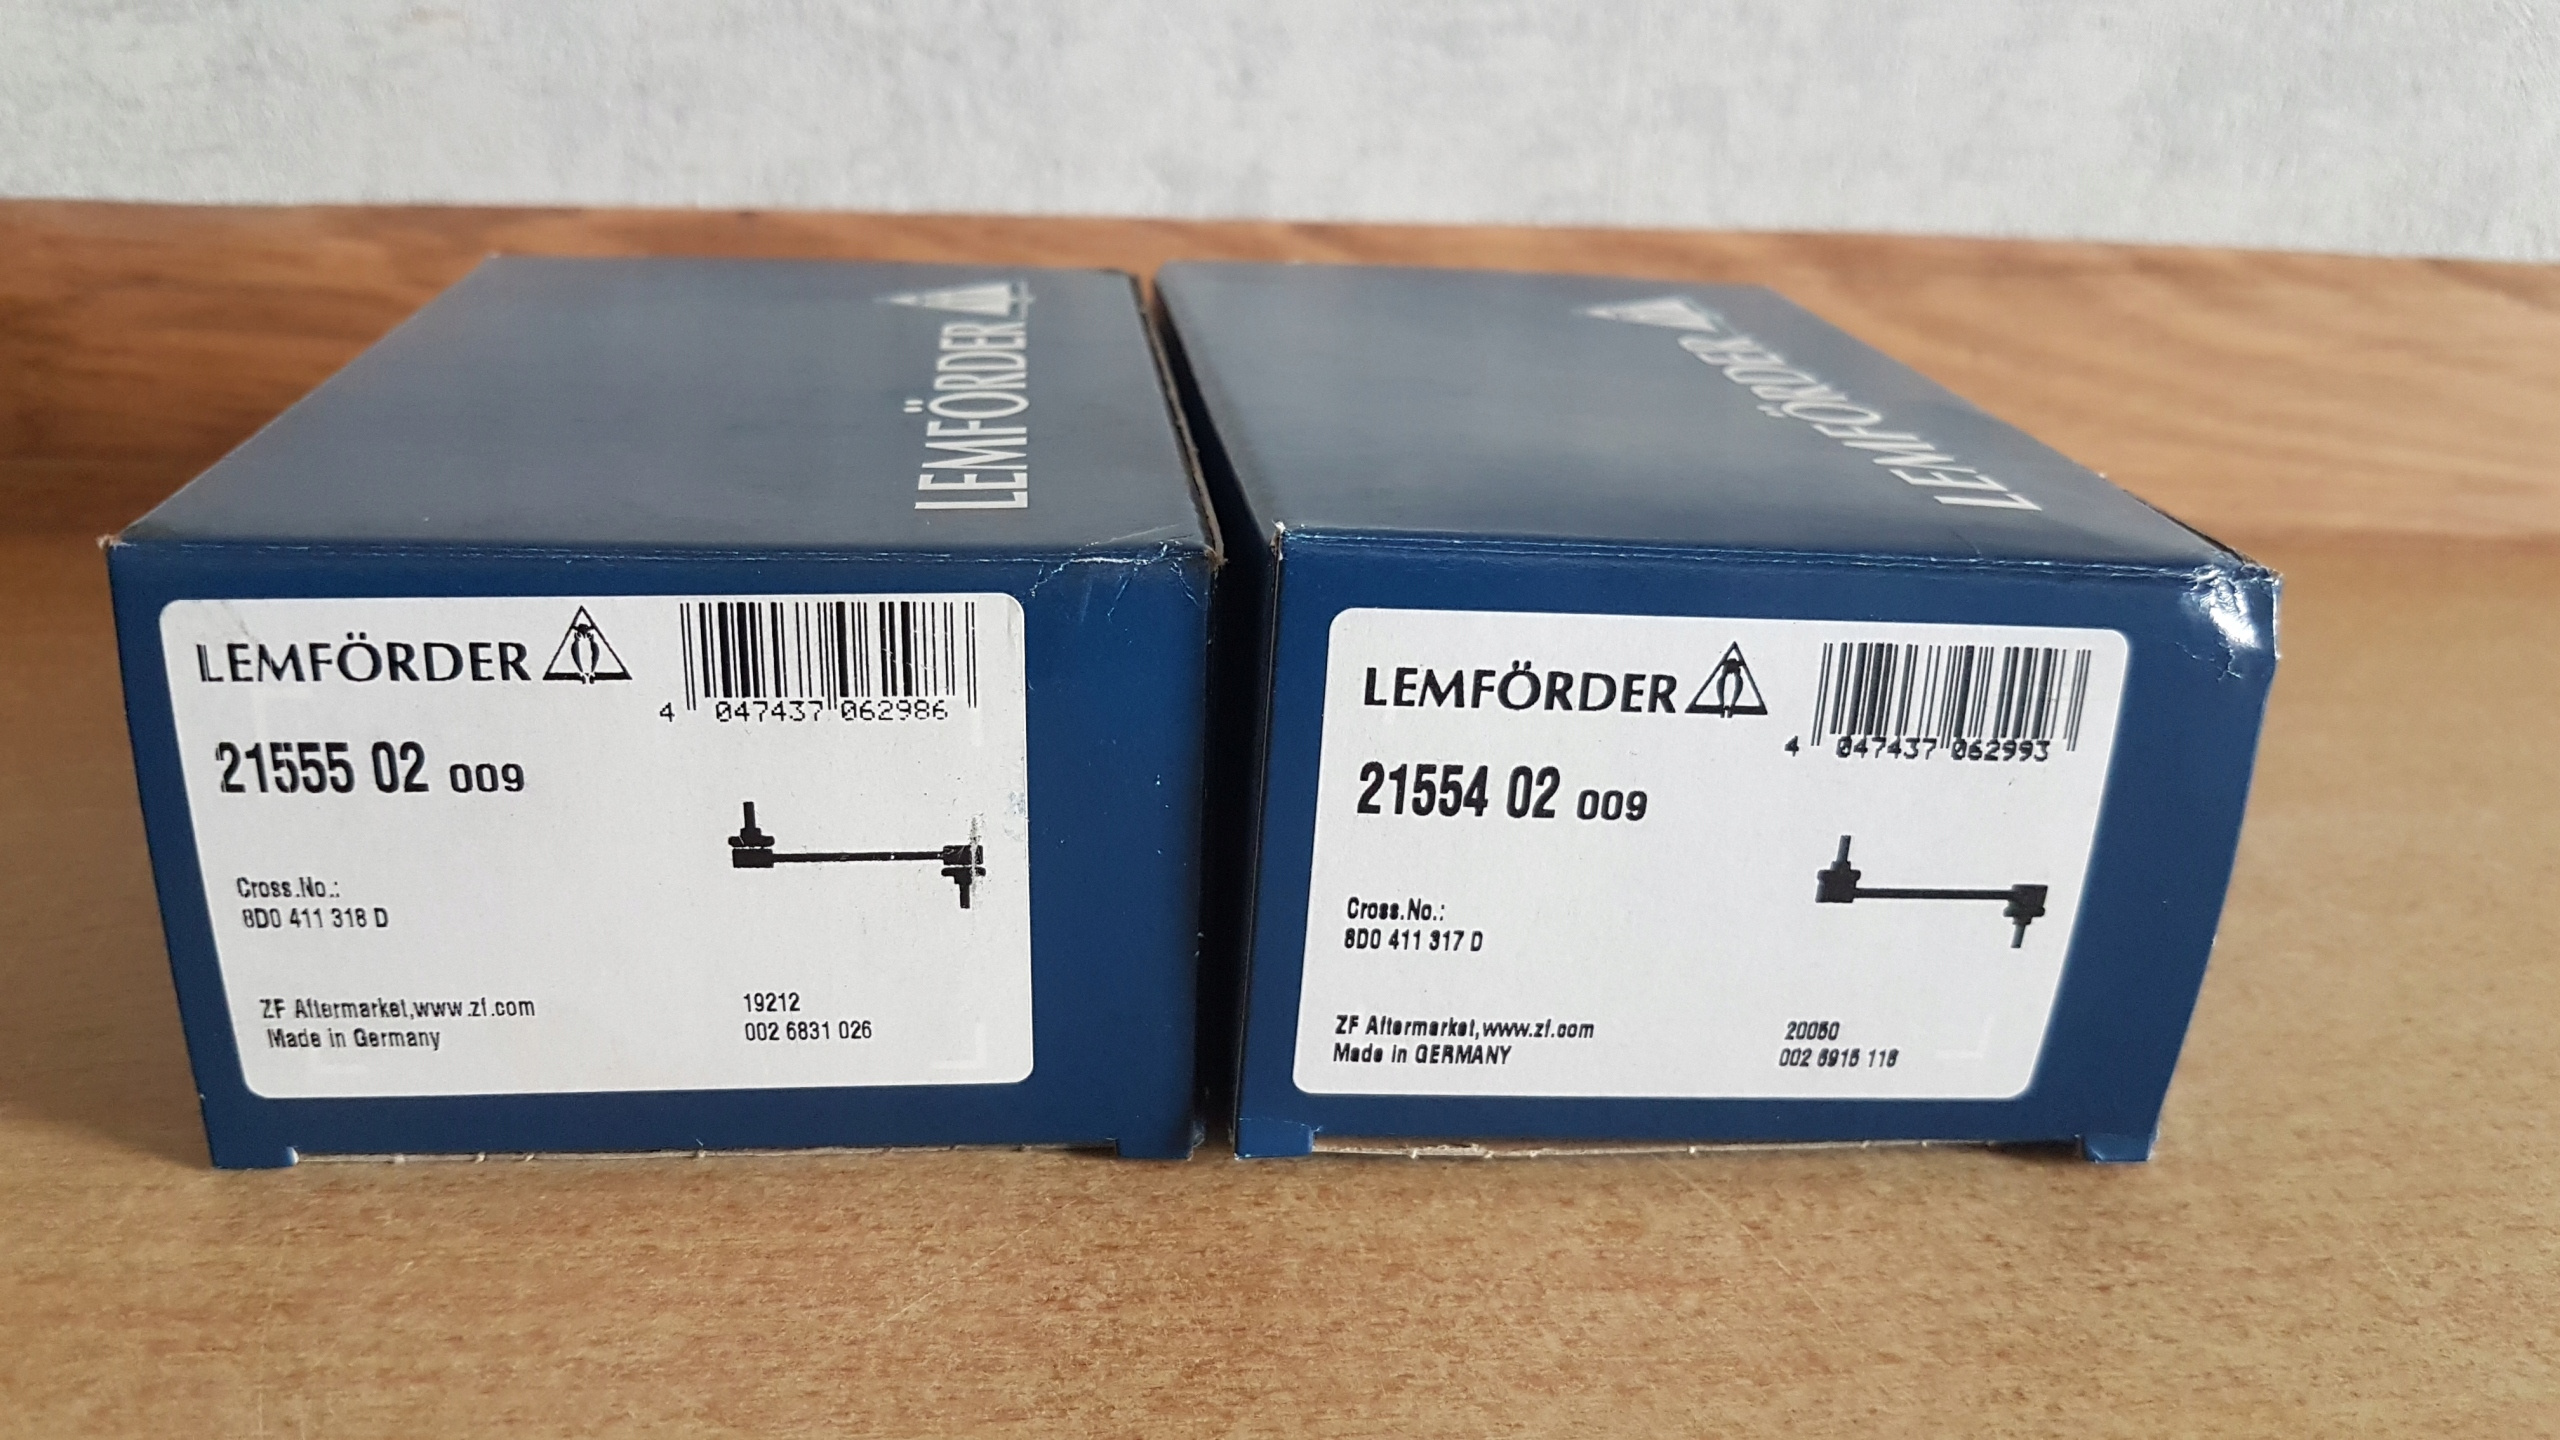 LEMFÖRDER
LEMFÖRDER
LEMFÖRDER
4 047437 062986
21555 02 009
Cross.No.:
8D0 411 318 D
ZF Aftermarket,www.zf.com
Made in Germany
19212
002 6831 026
LEMFÖRDER
4 047437 062993
21554 02 009
Cross.No.:
8D0 411 317 D
ZF Aftermarket,www.zf.com
Made in GERMANY
002